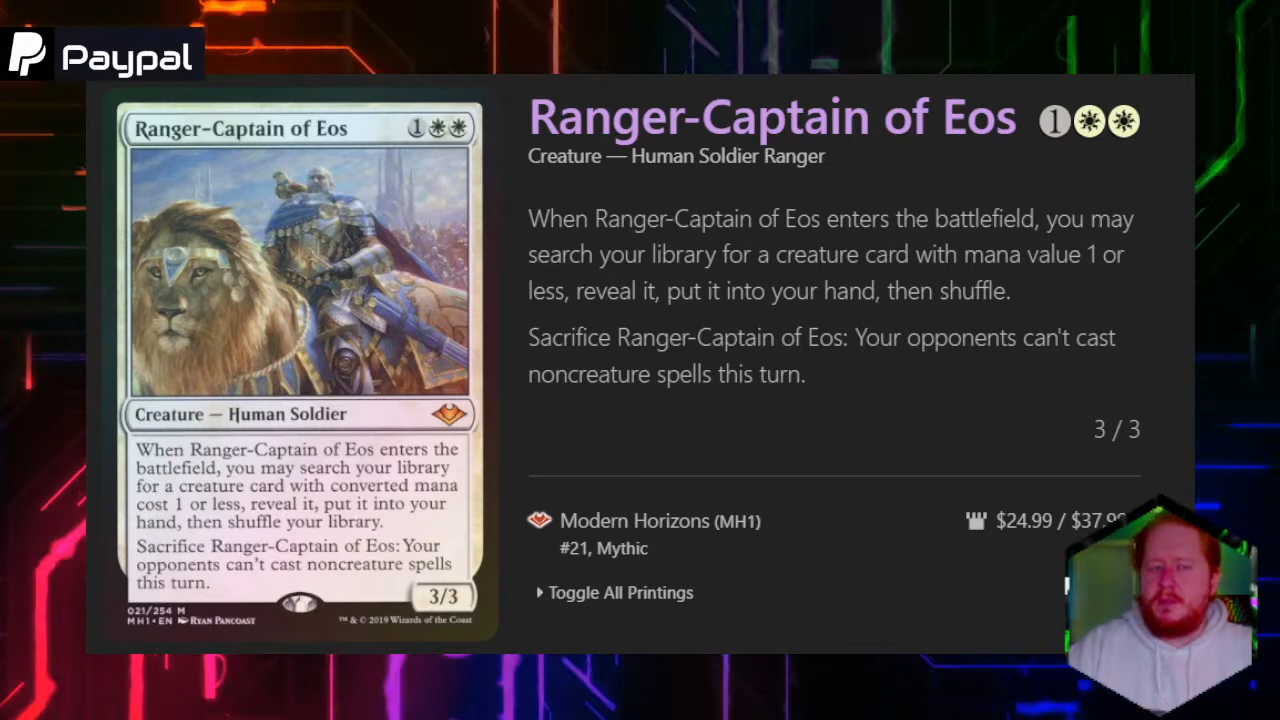 Paypal
Ranger-Captain of Eos 1
When Ranger-Captain of Eos enters the
battlefield, you may search your library
for a creature card with converted mana
cost 1 or less, reveal it, put it into your
hand, then shuffle your library.
Sacrifice Ranger-Captain of Eos: Your
opponents can't cast noncreature spells
this turn.
Creature — Human Soldier
3/3
021/254 M
MH1 • EN RYAN PANCOAST
™ & © 2019 Wizards of the Coast
Ranger-Captain of Eos 1
Creature — Human Soldier Ranger
When Ranger-Captain of Eos enters the battlefield, you may
search your library for a creature card with mana value 1 or
less, reveal it, put it into your hand, then shuffle.
Sacrifice Ranger-Captain of Eos: Your opponents can't cast
noncreature spells this turn.
3 / 3
Modern Horizons (MH1)
#21, Mythic
$24.99 /
Toggle All Printings